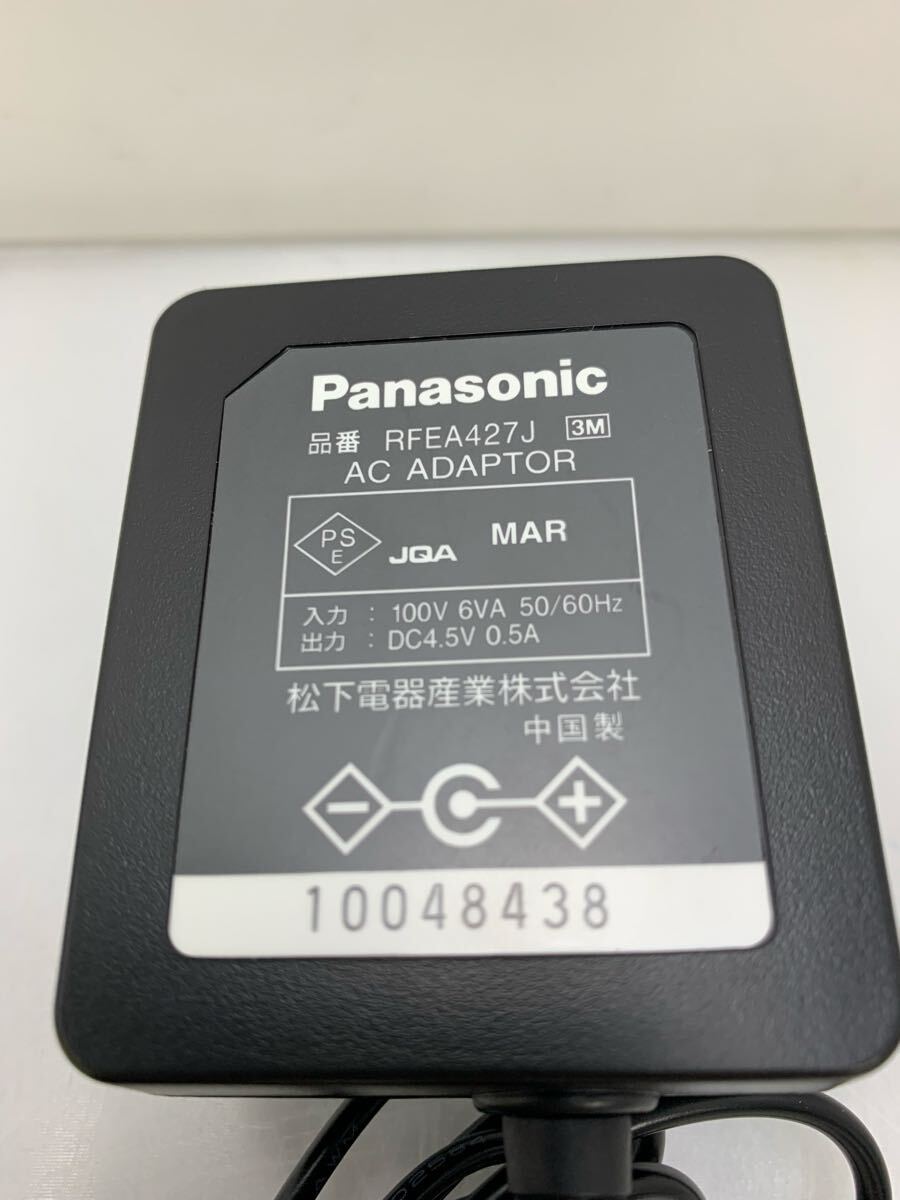 Panasonic
品番 RFEA427J 3M
AC ADAPTOR
PSE JQA MAR
入力 : 100V 6VA 50/60Hz
出力 : DC4.5V 0.5A
松下電器産業株式会社
中国製
10048438